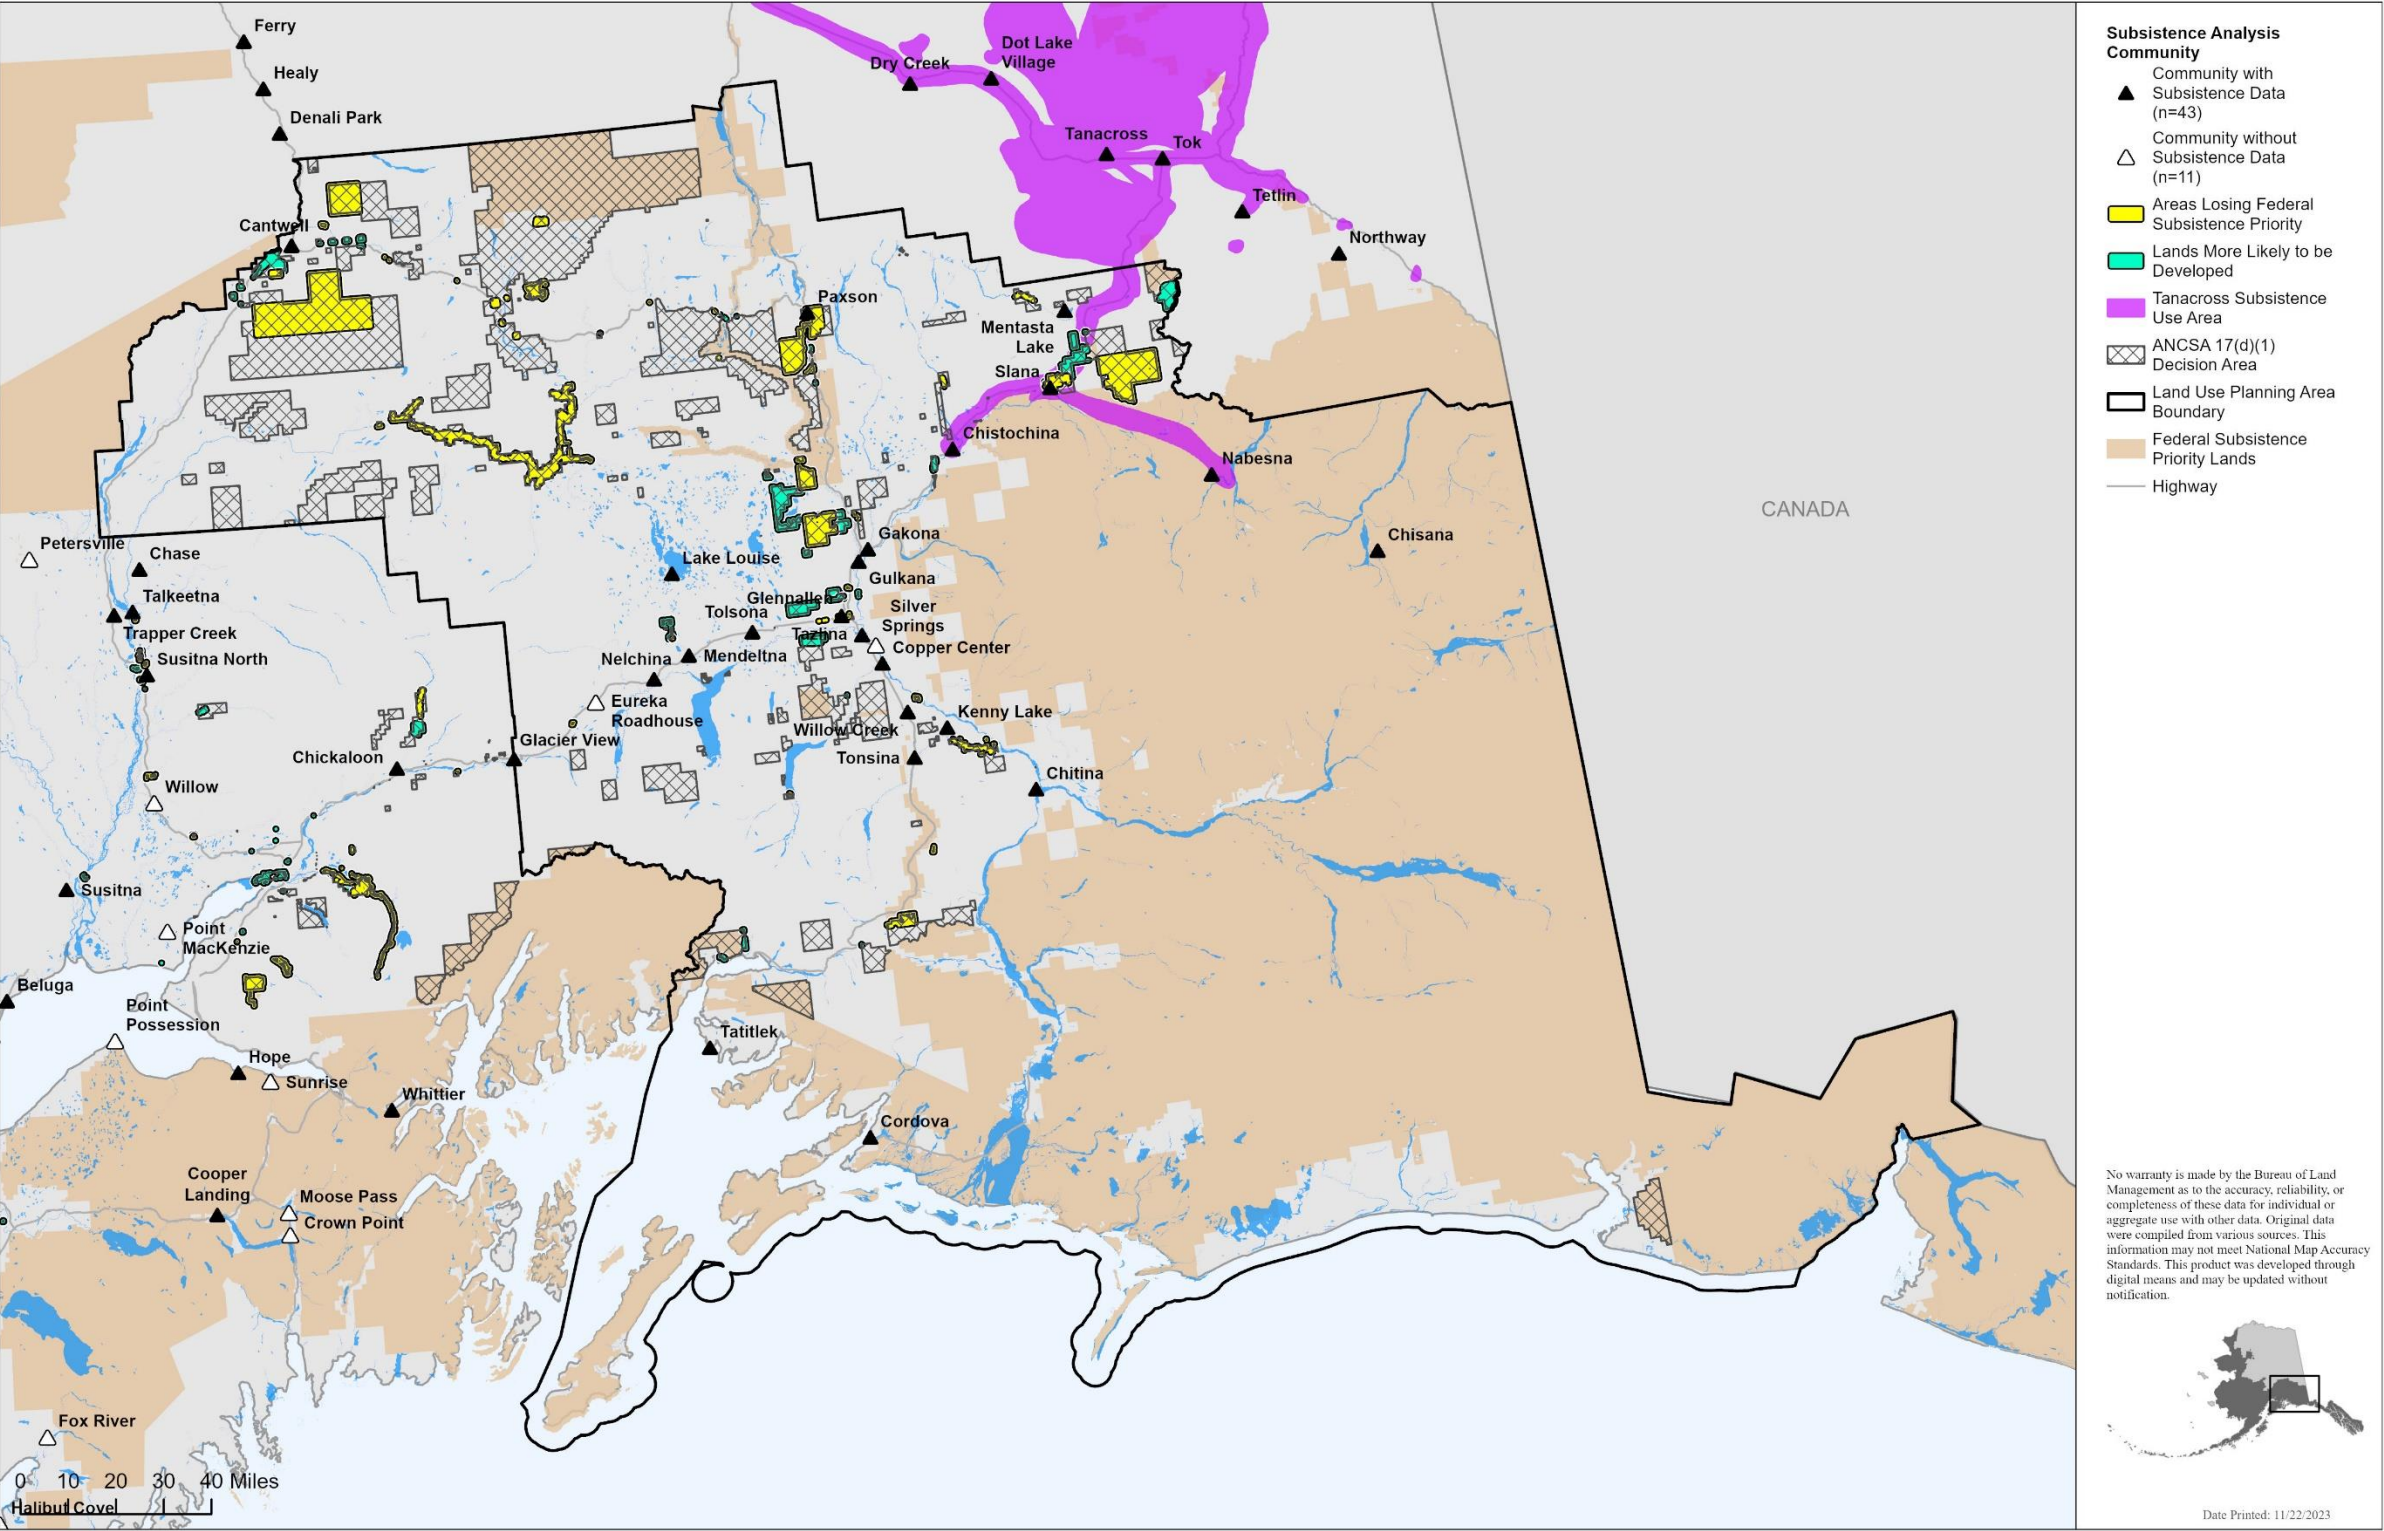 Ferry
Healy
Denali Park
Cantwell
Dry Creek
Dot Lake
Village
Tanacross
Tok
Tetlin
Northway
Paxson
Mentasta
Lake
Slana
Chistochina
Nabesna
Chisana
CANADA
Petersville
Chase
Talkeetna
Trapper Creek
Susitna North
Lake Louise
Gakona
Gulkana
Glennallen
Tolsona
Silver
Springs
Tazlina
Copper Center
Nelchina
Mendeltna
Eureka
Roadhouse
Glacier View
Chickaloon
Willow Creek
Kenny Lake
Tonsina
Chitina
Willow
Susitna
Point
MacKenzie
Beluga
Point
Possession
Hope
Sunrise
Whittier
Tatitlek
Cordova
Cooper
Landing
Moose Pass
Crown Point
Fox River
0 10 20 30 40 Miles
Halibut Cove
Subsistence Analysis
Community
Community with
Subsistence Data
(n=43)
Community without
Subsistence Data
(n=11)
Areas Losing Federal
Subsistence Priority
Lands More Likely to be
Developed
Tanacross Subsistence
Use Area
ANCSA 17(d)(1)
Decision Area
Land Use Planning Area
Boundary
Federal Subsistence
Priority Lands
Highway
No warranty is made by the Bureau of Land
Management as to the accuracy, reliability, or
completeness of these data for individual or
aggregate use with other data. Original data
were compiled from various sources. This
information may not meet National Map Accuracy
Standards. This product was developed through
digital means and may be updated without
notification.
Date Printed: 11/22/2023